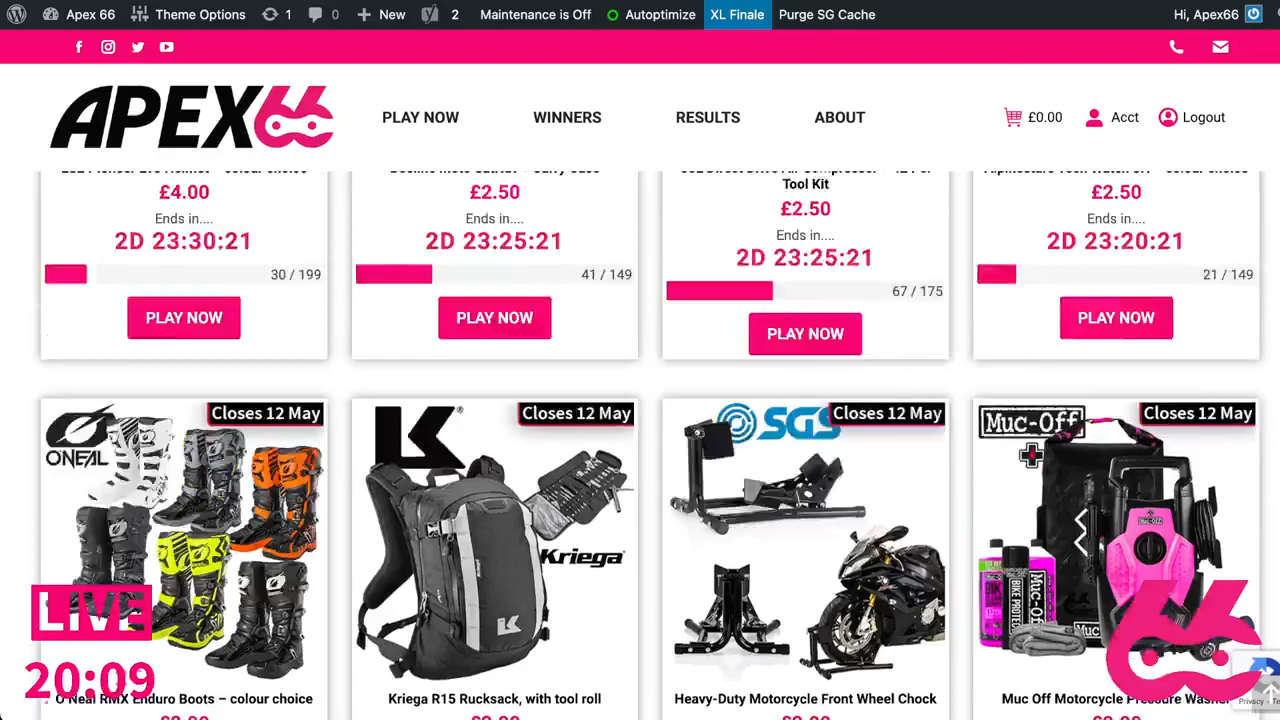 Apex 66
Theme Options
1
0
New
2
Maintenance is Off
Autoptimize
XL Finale
Purge SG Cache
Hi, Apex66
APEX66
PLAY NOW
WINNERS
RESULTS
ABOUT
£0.00
Acct
Logout
£4.00
Ends in....
2D 23:30:21
30 / 199
PLAY NOW
£2.50
Ends in....
2D 23:25:21
41 / 149
PLAY NOW
Tool Kit
£2.50
Ends in....
2D 23:25:21
67 / 175
PLAY NOW
£2.50
Ends in....
2D 23:20:21
21 / 149
PLAY NOW
Closes 12 May
O'NEAL
O'Neal RMX Enduro Boots – colour choice
Closes 12 May
Kriega
Kriega R15 Rucksack, with tool roll
Closes 12 May
SGS
Heavy-Duty Motorcycle Front Wheel Chock
Closes 12 May
Muc-Off
Muc Off Motorcycle Pressure Washer
LIVE
20:09
66
Privacy